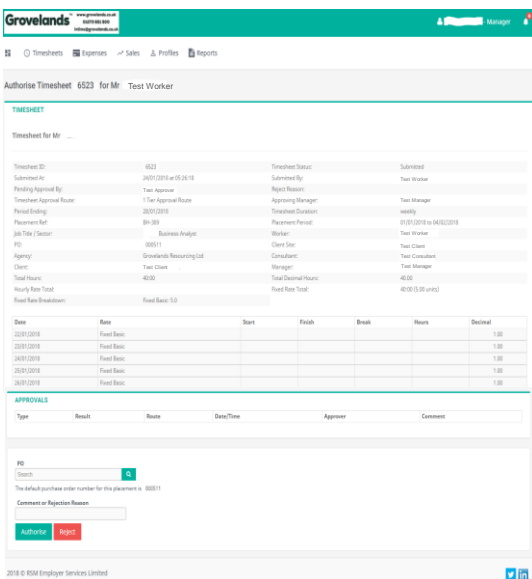 Grovelands www.grovelands.co.uk
Manager
Timesheets Expenses Sales Profiles Reports
Authorise Timesheet 6523 for Mr Test Worker
TIMESHEET
Timesheet for Mr
Timesheet ID: 6523 Timesheet Status: Submitted
Submitted At: 24/01/2018 at 05:26:18 Submitted By: Test Worker
Pending Approval By: Test Approver Reject Reason:
Timesheet Approval Route: 1 Tier Approval Route Approving Manager: Test Manager
Period Ending: Timesheet Duration: weekly
Placement Ref: BH-389 Placement Period: 01/01/2018 to 04/02/2018
Job Title / Sector: Business Analyst Worker: Test Worker
PO: 000511 Client Site: Test Client
Agency: Grovelands Resourcing Ltd Consultant: Test Consultant
Client: Test Client Manager: Test Manager
Total Hours: 40:00 Total Decimal Hours: 40.00
Hourly Rate Total: Fixed Rate Total: 40:00 (5.00 units)
Fixed Rate Breakdown: Fixed Basic: 5.0
Date Rate Start Finish Break Hours Decimal
22/01/2018 Fixed Basic 1.00
23/01/2018 Fixed Basic 1.00
24/01/2018 Fixed Basic 1.00
25/01/2018 Fixed Basic 1.00
26/01/2018 Fixed Basic 1.00
APPROVALS
Type Result Route Date/Time Approver Comment
PO
Search
The default purchase order number for this placement is 000511
Comment or Rejection Reason
Authorise Reject
2018 © RSM Employer Services Limited